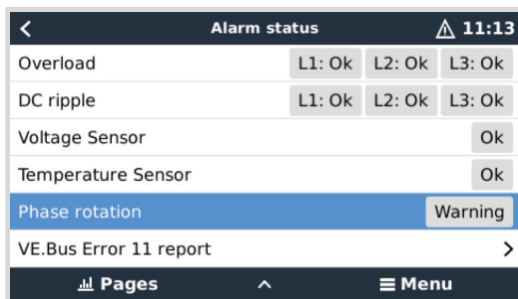 Alarm status 11:13
Overload L1: Ok L2: Ok L3: Ok
DC ripple L1: Ok L2: Ok L3: Ok
Voltage Sensor Ok
Temperature Sensor Ok
Phase rotation Warning
VE.Bus Error 11 report
Pages Menu